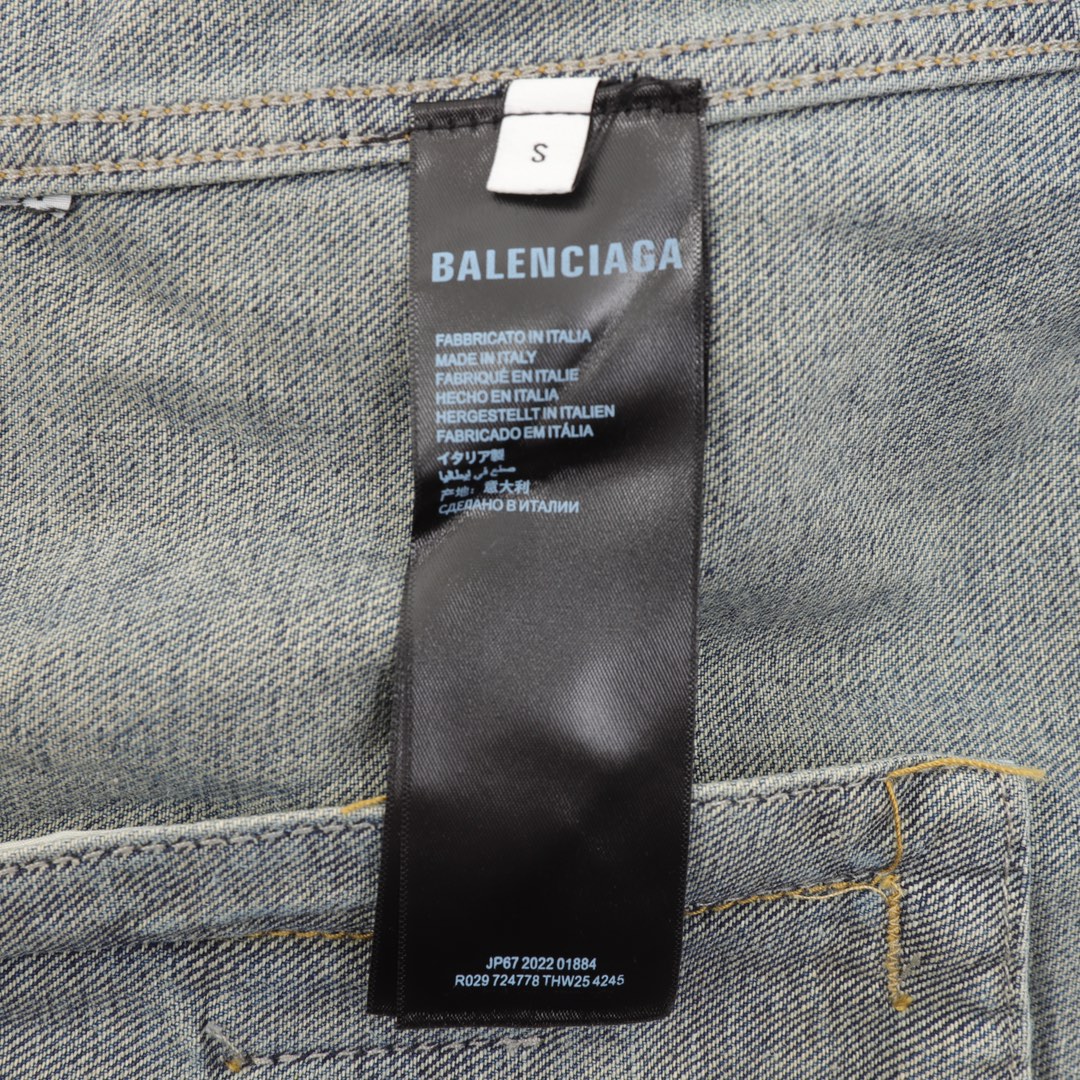 S
BALENCIAGA
FABBRICATO IN ITALIA
MADE IN ITALY
FABRIQUÉ EN ITALIE
HECHO EN ITALIA
HERGESTELLT IN ITALIEN
FABRICADO EM ITÁLIA
イタリア製
صنع في إيطاليا
产地：意大利
СДЕЛАНО В ИТАЛИИ
JP67 2022 01884
R029 724778 THW25 4245